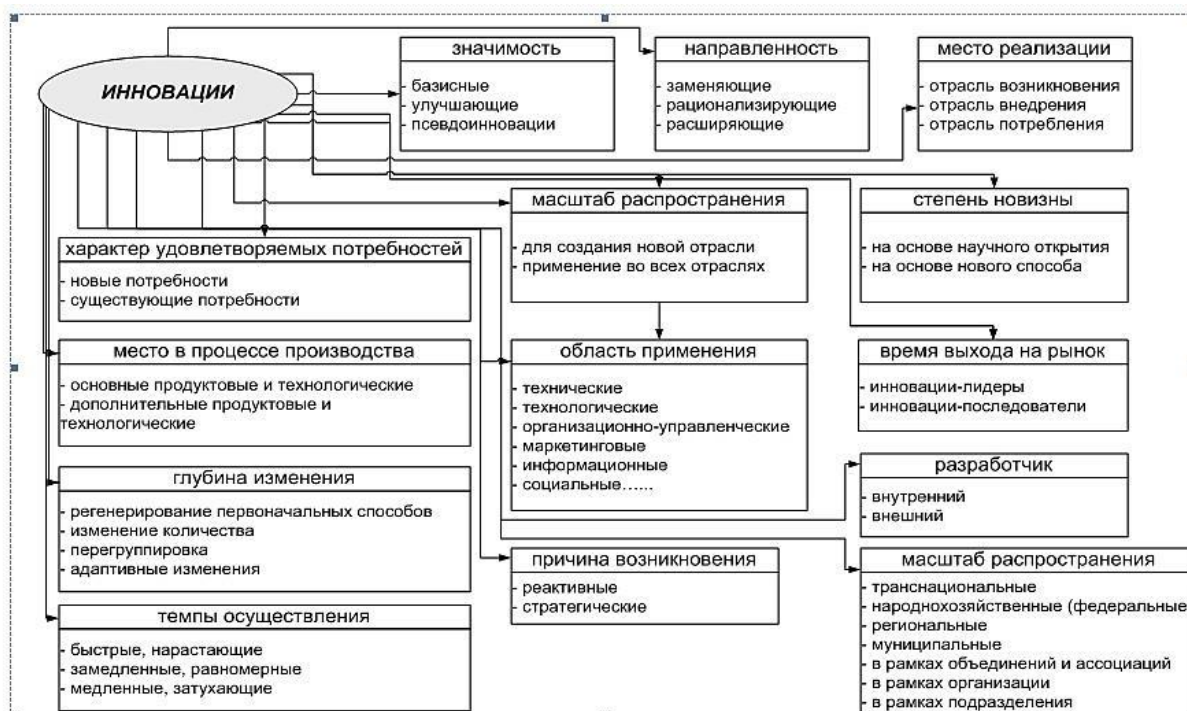 ИННОВАЦИИ
значимость
- базисные
- улучшающие
- псевдоинновации
направленность
- заменяющие
- рационализирующие
- расширяющие
место реализации
- отрасль возникновения
- отрасль внедрения
- отрасль потребления
масштаб распространения
- для создания новой отрасли
- применение во всех отраслях
степень новизны
- на основе научного открытия
- на основе нового способа
характер удовлетворяемых потребностей
- новые потребности
- существующие потребности
место в процессе производства
- основные продуктовые и технологические
- дополнительные продуктовые и
технологические
область применения
- технические
- технологические
- организационно-управленческие
- маркетинговые
- информационные
- социальные......
время выхода на рынок
- инновации-лидеры
- инновации-последователи
глубина изменения
- регенерирование первоначальных способов
- изменение количества
- перегруппировка
- адаптивные изменения
разработчик
- внутренний
- внешний
причина возникновения
- реактивные
- стратегические
масштаб распространения
- транснациональные
- народнохозяйственные (федеральные
- региональные
- муниципальные
- в рамках объединений и ассоциаций
- в рамках организации
- в рамках подразделения
темпы осуществления
- быстрые, нарастающие
- замедленные, равномерные
- медленные, затухающие